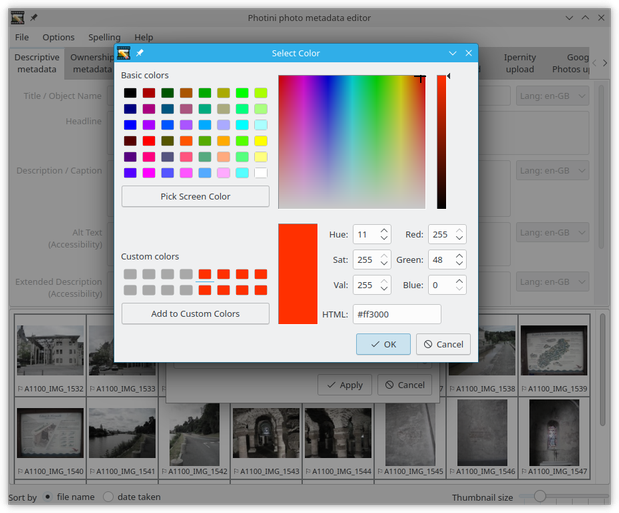 Photini photo metadata editor
File Options Spelling Help
Descriptive metadata
Ownership metadata
Ipernity upload
Title / Object Name
Lang: en-GB
Headline
Description / Caption
Lang: en-GB
Alt Text (Accessibility)
Lang: en-GB
Extended Description (Accessibility)
Lang: en-GB
Select Color
Basic colors
Pick Screen Color
Custom colors
Add to Custom Colors
Hue: 11 Red: 255
Sat: 255 Green: 48
Val: 255 Blue: 0
HTML: #ff3000
OK Cancel
Apply Cancel
A1100_IMG_1532 A1100_IMG_1533 A1100_IMG_1538 A1100_IMG_1539
A1100_IMG_1540 A1100_IMG_1541 A1100_IMG_1542 A1100_IMG_1543 A1100_IMG_1544 A1100_IMG_1545 A1100_IMG_1546 A1100_IMG_1547
Sort by file name date taken Thumbnail size